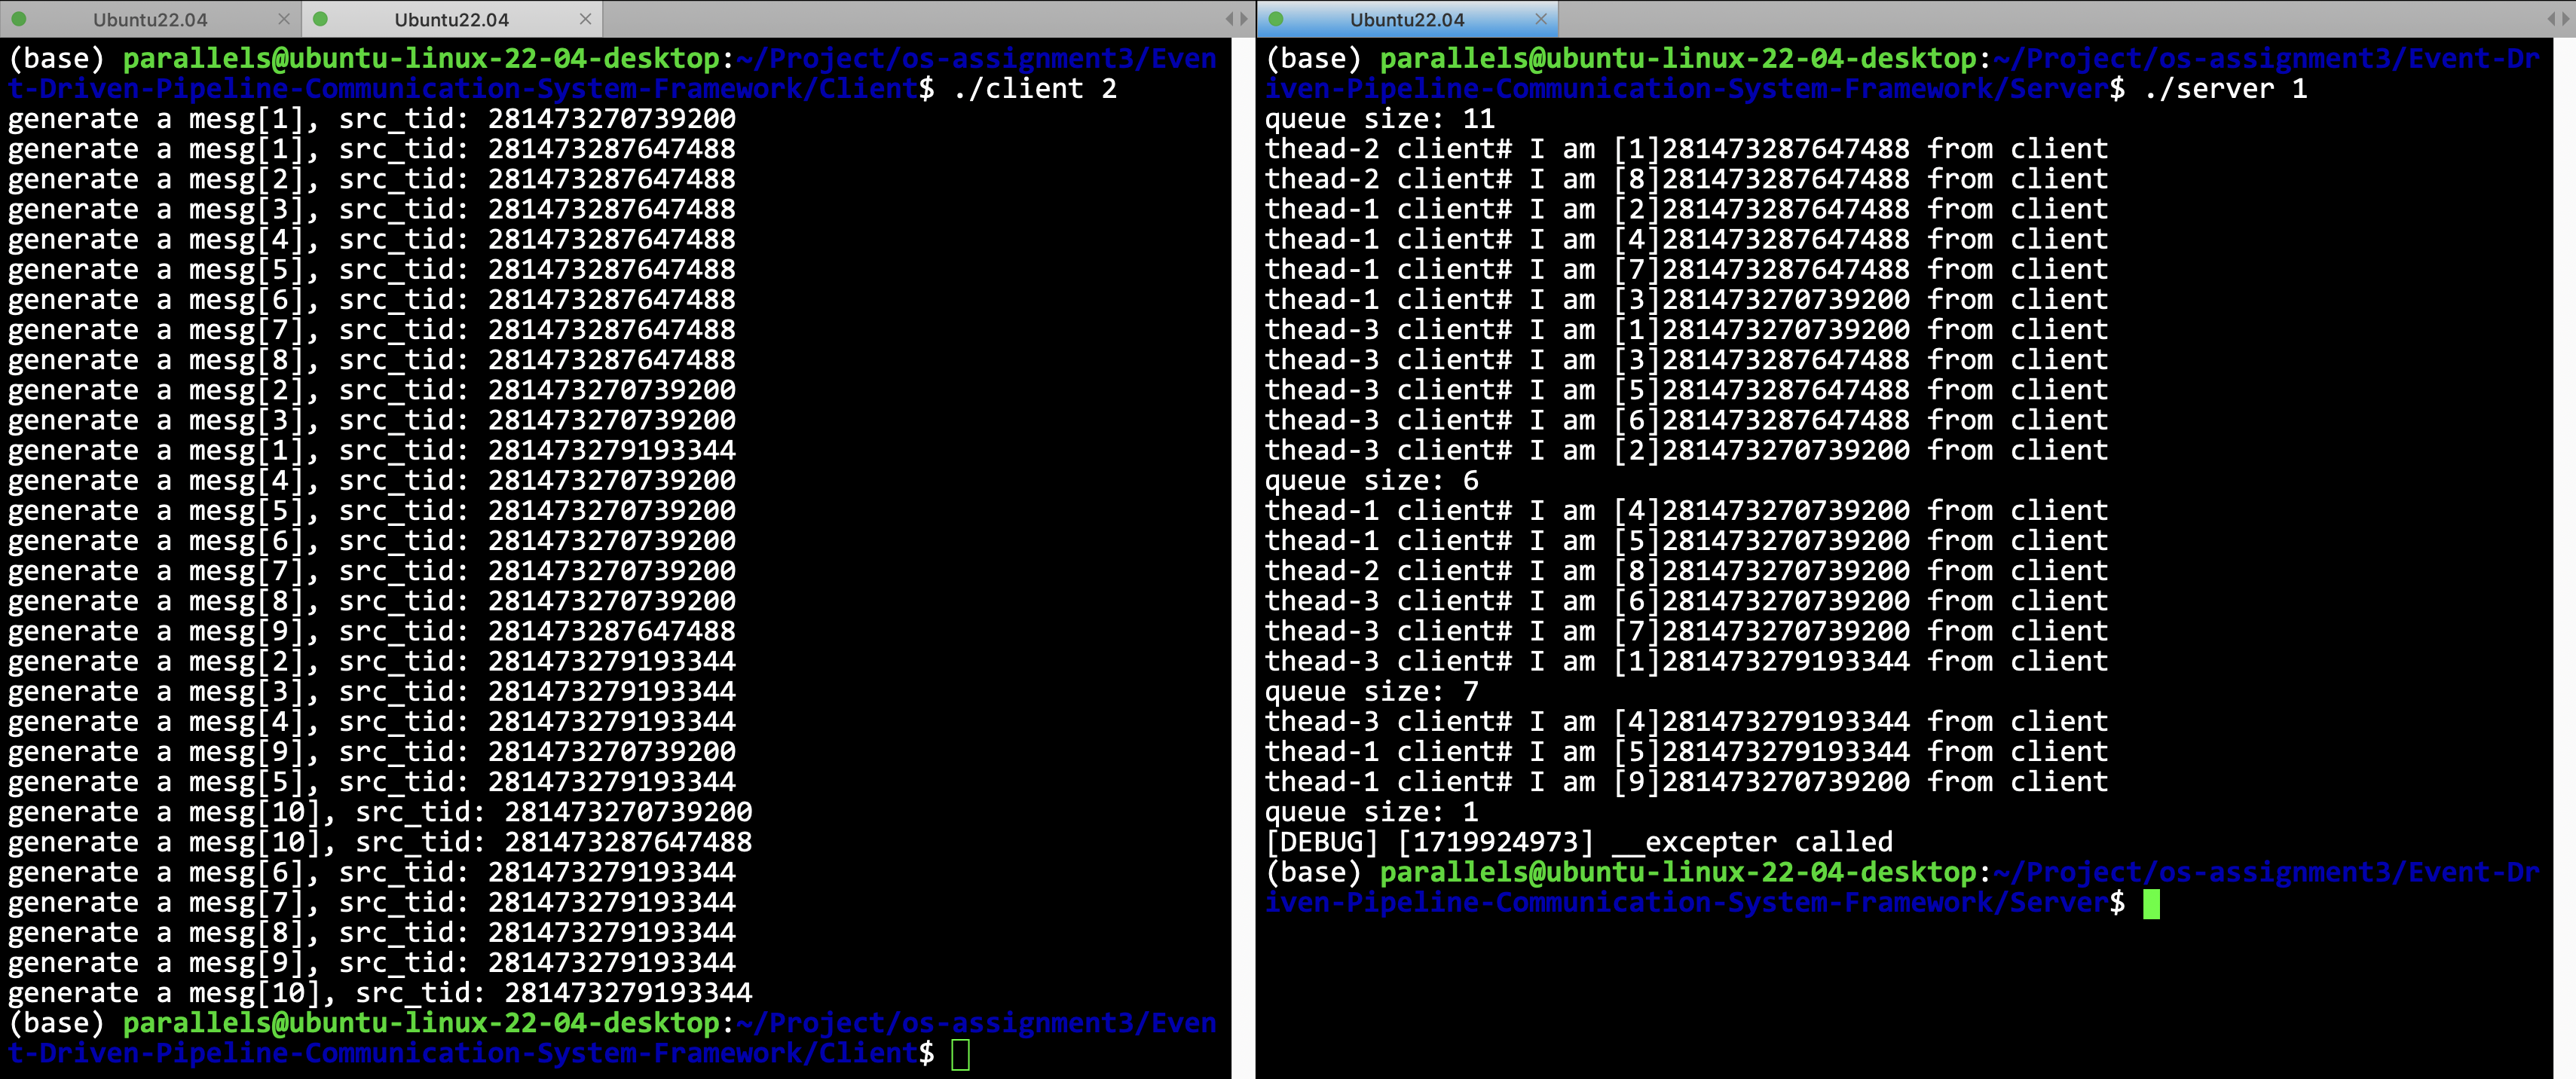 Ubuntu22.04
Ubuntu22.04
(base) parallels@ubuntu-linux-22-04-desktop:~/Project/os-assignment3/Even
t-Driven-Pipeline-Communication-System-Framework/Client$ ./client 2
generate a mesg[1], src_tid: 281473270739200
generate a mesg[1], src_tid: 281473287647488
generate a mesg[2], src_tid: 281473287647488
generate a mesg[3], src_tid: 281473287647488
generate a mesg[4], src_tid: 281473287647488
generate a mesg[5], src_tid: 281473287647488
generate a mesg[6], src_tid: 281473287647488
generate a mesg[7], src_tid: 281473287647488
generate a mesg[8], src_tid: 281473287647488
generate a mesg[2], src_tid: 281473270739200
generate a mesg[3], src_tid: 281473270739200
generate a mesg[1], src_tid: 281473279193344
generate a mesg[4], src_tid: 281473270739200
generate a mesg[5], src_tid: 281473270739200
generate a mesg[6], src_tid: 281473270739200
generate a mesg[7], src_tid: 281473270739200
generate a mesg[8], src_tid: 281473270739200
generate a mesg[9], src_tid: 281473287647488
generate a mesg[2], src_tid: 281473279193344
generate a mesg[3], src_tid: 281473279193344
generate a mesg[4], src_tid: 281473279193344
generate a mesg[9], src_tid: 281473270739200
generate a mesg[5], src_tid: 281473279193344
generate a mesg[10], src_tid: 281473270739200
generate a mesg[10], src_tid: 281473287647488
generate a mesg[6], src_tid: 281473279193344
generate a mesg[7], src_tid: 281473279193344
generate a mesg[8], src_tid: 281473279193344
generate a mesg[9], src_tid: 281473279193344
generate a mesg[10], src_tid: 281473279193344
(base) parallels@ubuntu-linux-22-04-desktop:~/Project/os-assignment3/Even
t-Driven-Pipeline-Communication-System-Framework/Client$
Ubuntu22.04
(base) parallels@ubuntu-linux-22-04-desktop:~/Project/os-assignment3/Event-Dr
iven-Pipeline-Communication-System-Framework/Server$ ./server 1
queue size: 11
thead-2 client# I am [1]281473287647488 from client
thead-2 client# I am [8]281473287647488 from client
thead-1 client# I am [2]281473287647488 from client
thead-1 client# I am [4]281473287647488 from client
thead-1 client# I am [7]281473287647488 from client
thead-1 client# I am [3]281473270739200 from client
thead-3 client# I am [1]281473270739200 from client
thead-3 client# I am [3]281473287647488 from client
thead-3 client# I am [5]281473287647488 from client
thead-3 client# I am [6]281473287647488 from client
thead-3 client# I am [2]281473270739200 from client
queue size: 6
thead-1 client# I am [4]281473270739200 from client
thead-1 client# I am [5]281473270739200 from client
thead-2 client# I am [8]281473270739200 from client
thead-3 client# I am [6]281473270739200 from client
thead-3 client# I am [7]281473270739200 from client
thead-3 client# I am [1]281473279193344 from client
queue size: 7
thead-3 client# I am [4]281473279193344 from client
thead-1 client# I am [5]281473279193344 from client
thead-1 client# I am [9]281473270739200 from client
queue size: 1
[DEBUG] [1719924973] __excepter called
(base) parallels@ubuntu-linux-22-04-desktop:~/Project/os-assignment3/Event-Dr
iven-Pipeline-Communication-System-Framework/Server$